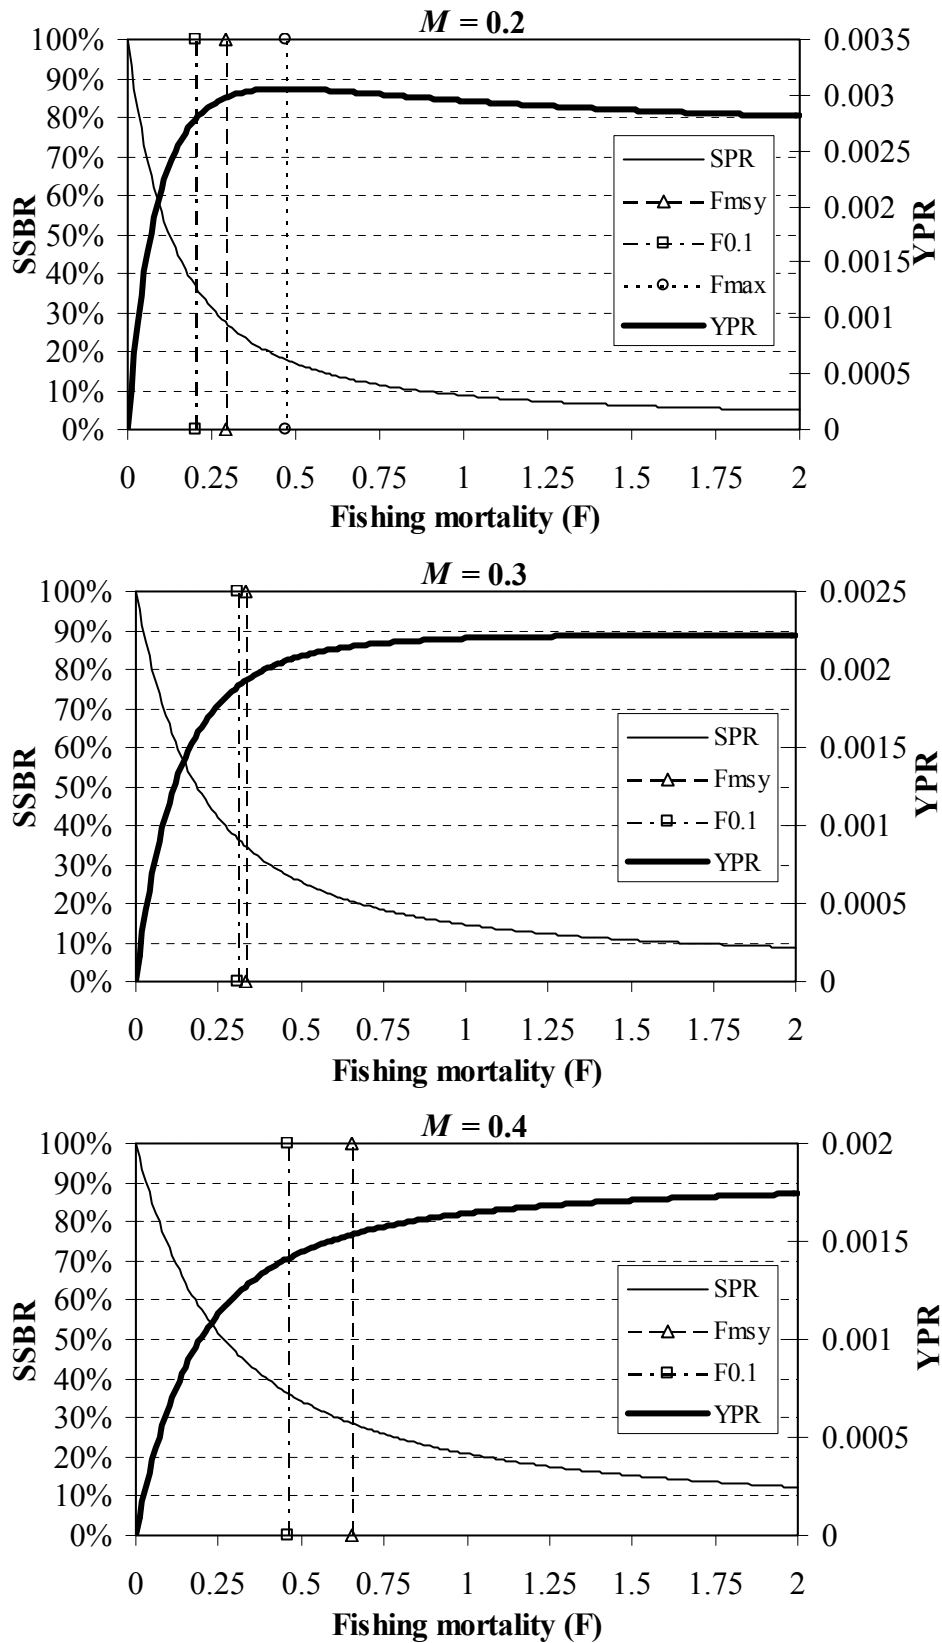 M = 0.2
100%
90%
80%
70%
60%
50%
40%
30%
20%
10%
0%
SSBR
0.0035
0.003
0.0025
0.002
0.0015
0.001
0.0005
0
YPR
SPR
Fmsy
F0.1
Fmax
YPR
0 0.25 0.5 0.75 1 1.25 1.5 1.75 2
Fishing mortality (F)
M = 0.3
100%
90%
80%
70%
60%
50%
40%
30%
20%
10%
0%
SSBR
0.0025
0.002
0.0015
0.001
0.0005
0
YPR
SPR
Fmsy
F0.1
YPR
0 0.25 0.5 0.75 1 1.25 1.5 1.75 2
Fishing mortality (F)
M = 0.4
100%
90%
80%
70%
60%
50%
40%
30%
20%
10%
0%
SSBR
0.002
0.0015
0.001
0.0005
0
YPR
SPR
Fmsy
F0.1
YPR
0 0.25 0.5 0.75 1 1.25 1.5 1.75 2
Fishing mortality (F)